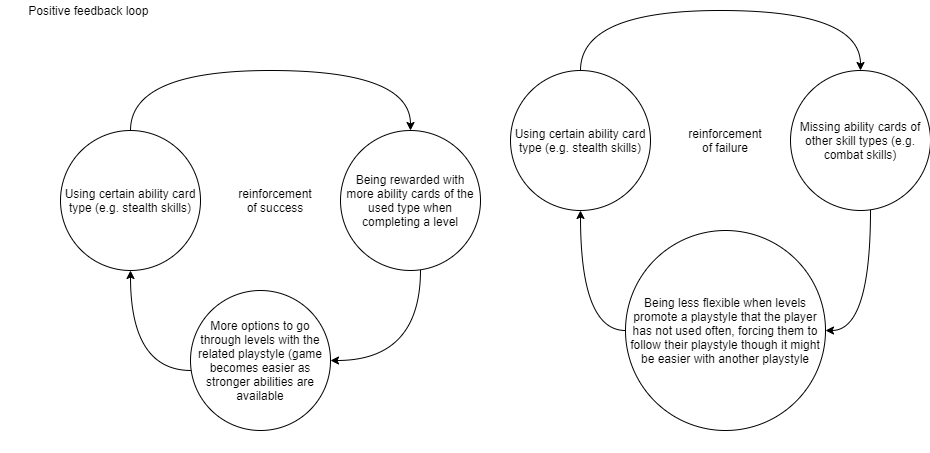 Positive feedback loop
Using certain ability card
type (e.g. stealth skills)
reinforcement
of success
Being rewarded with
more ability cards of the
used type when
completing a level
More options to go
through levels with the
related playstyle (game
becomes easier as
stronger abilities are
available
Using certain ability card
type (e.g. stealth skills)
reinforcement
of failure
Missing ability cards of
other skill types (e.g.
combat skills)
Being less flexible when levels
promote a playstyle that the player
has not used often, forcing them to
follow their playstyle though it might
be easier with another playstyle